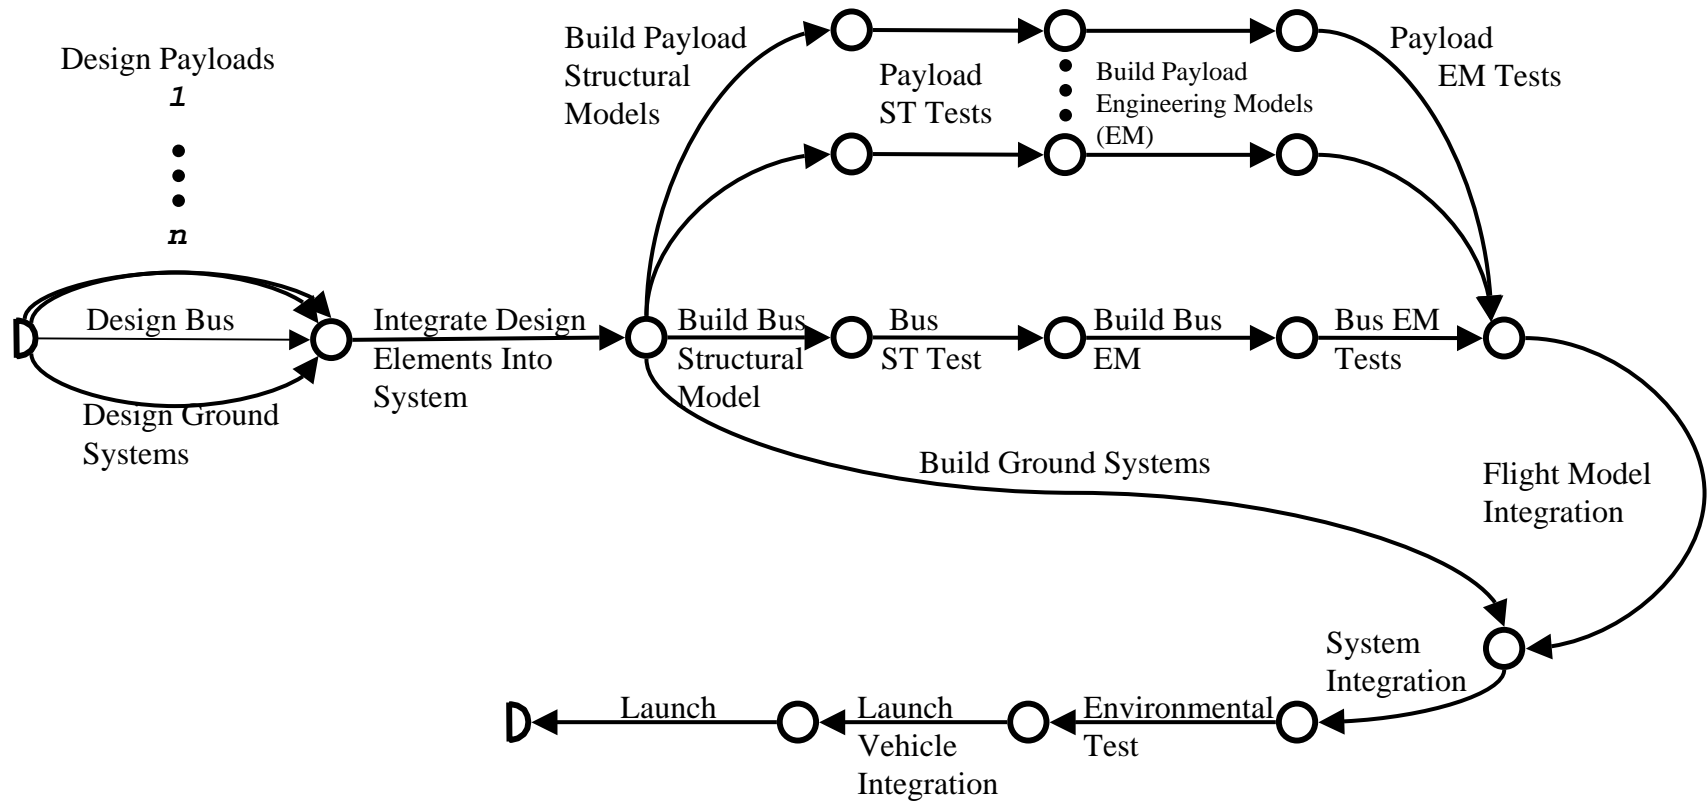 Design Payloads
1
n
Design Bus
Design Ground
Systems
Integrate Design
Elements Into
System
Build Payload
Structural
Models
Payload
ST Tests
Build Payload
Engineering Models
(EM)
Payload
EM Tests
Build Bus
Structural
Model
Bus
ST Test
Build Bus
EM
Bus EM
Tests
Build Ground Systems
Flight Model
Integration
System
Integration
Environmental
Test
Launch
Vehicle
Integration
Launch